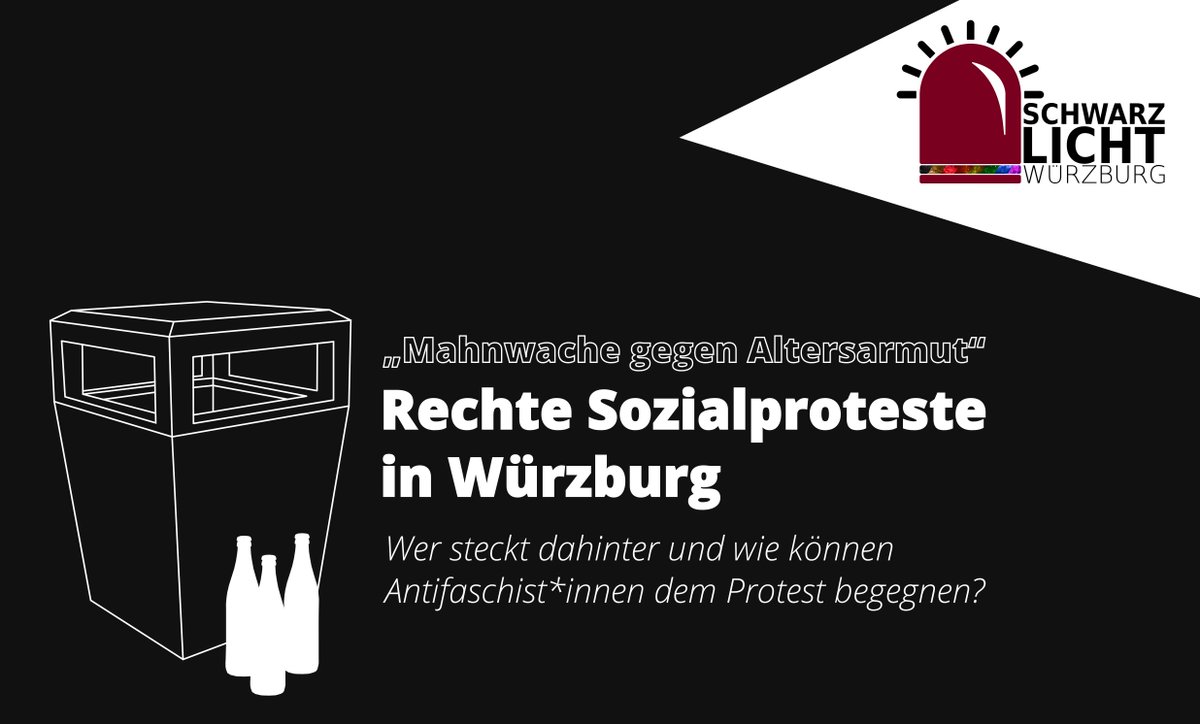 SCHWARZ
LICHT
WÜRZBURG
„Mahnwache gegen Altersarmut“
Rechte Sozialproteste
in Würzburg
Wer steckt dahinter und wie können
Antifaschist*innen dem Protest begegnen?